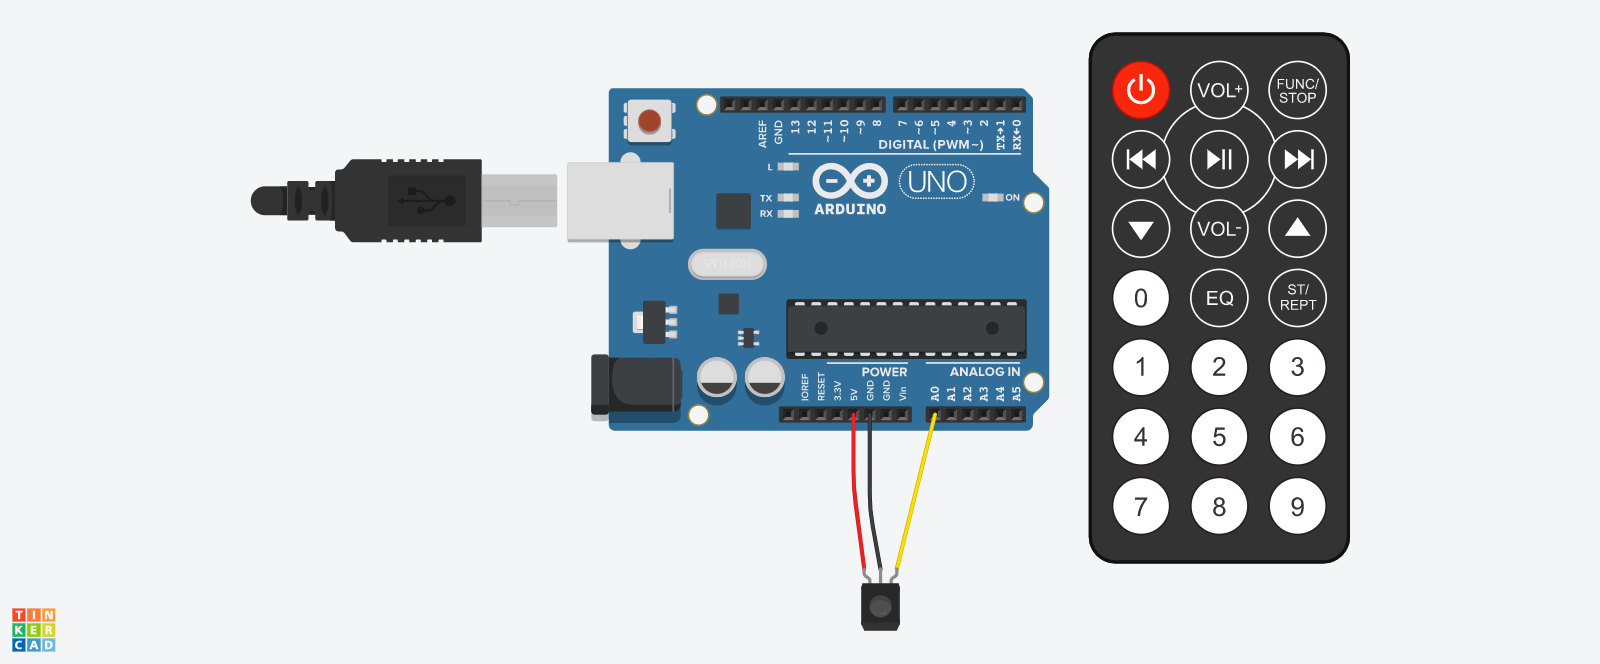 AREF
GND
13
12
~11
~10
~9
8
7
~6
~5
4
~3
2
TX→1
RX←0
DIGITAL (PWM~)
L
TX
RX
ARDUINO
UNO
ON
POWER
ANALOG IN
IOREF
RESET
3.3V
5V
GND
GND
Vin
A0
A1
A2
A3
A4
A5
VOL+
FUNC/
STOP
VOL-
0
EQ
ST/
REPT
1
2
3
4
5
6
7
8
9
TIN
KER
CAD